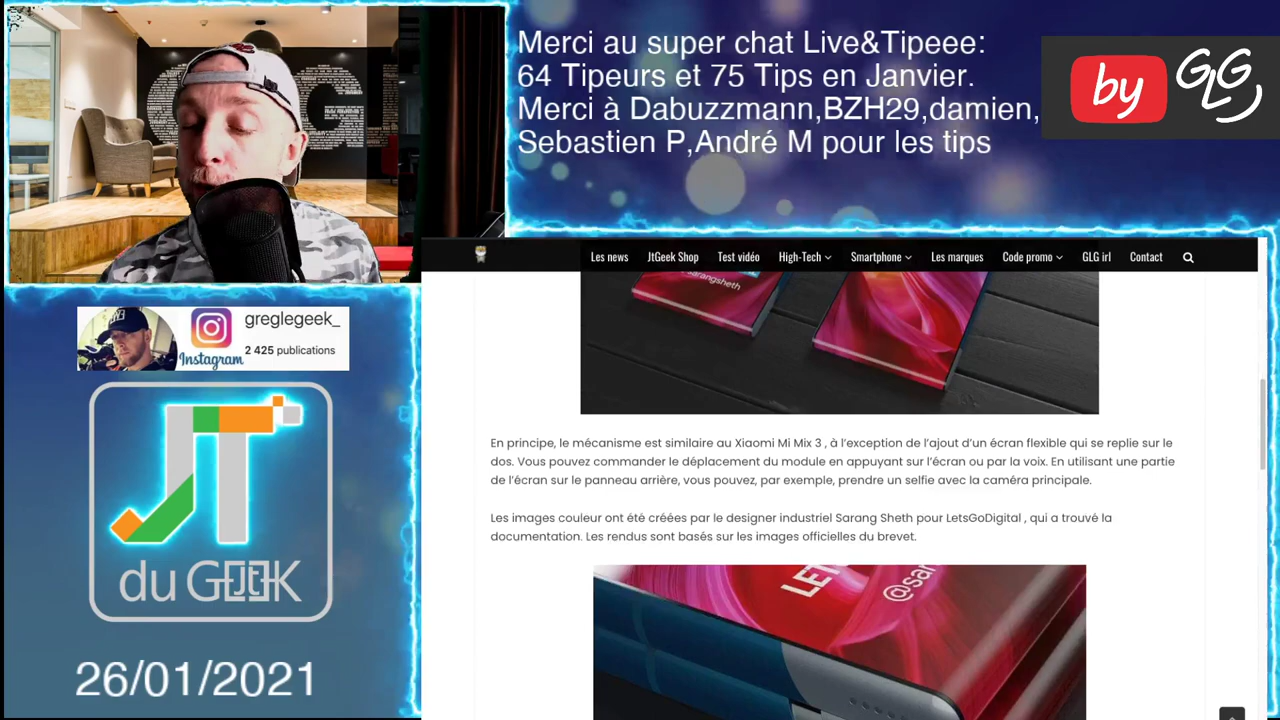 Merci au super chat Live&Tipeee:
64 Tipeurs et 75 Tips en Janvier.
Merci à Dabuzzmann BZH29,damien,
Sebastien P,Andre M pour les tips
by GLG
Les news JtGeek Shop Test vidéo High-Tech Smartphone Les marques Code promo GLG irl Contact
sarangsheth
greglegeek_
2 425 publications
Instagram
En principe, le mécanisme est similaire au Xiaomi Mi Mix 3 , à l'exception de l'ajout d'un écran flexible qui se replie sur le
dos. Vous pouvez commander le déplacement du module en appuyant sur l'écran ou par la voix. En utilisant une partie
de l'écran sur le panneau arrière, vous pouvez, par exemple, prendre un selfie avec la caméra principale.
Les images couleur ont été créées par le designer industriel Sarang Sheth pour LetsGoDigital , qui a trouvé la
documentation. Les rendus sont basés sur les images officielles du brevet.
JT
du GEEK
@sar
26/01/2021